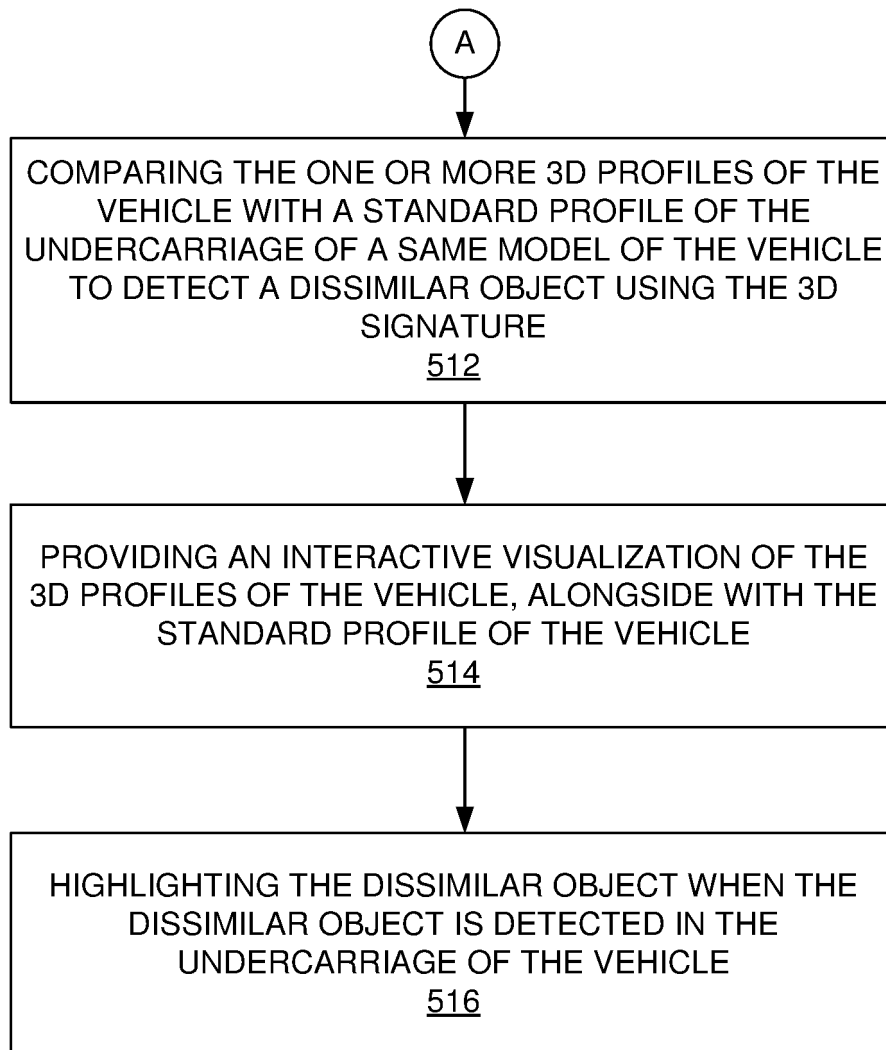 A
COMPARING THE ONE OR MORE 3D PROFILES OF THE
VEHICLE WITH A STANDARD PROFILE OF THE
UNDERCARRIAGE OF A SAME MODEL OF THE VEHICLE
TO DETECT A DISSIMILAR OBJECT USING THE 3D
SIGNATURE
512
PROVIDING AN INTERACTIVE VISUALIZATION OF THE
3D PROFILES OF THE VEHICLE, ALONGSIDE WITH THE
STANDARD PROFILE OF THE VEHICLE
514
HIGHLIGHTING THE DISSIMILAR OBJECT WHEN THE
DISSIMILAR OBJECT IS DETECTED IN THE
UNDERCARRIAGE OF THE VEHICLE
516